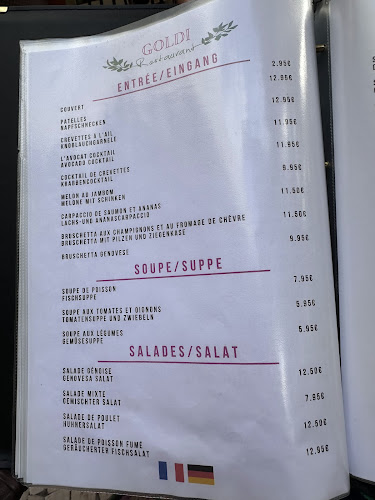 GOLDI
Restaurant
ENTRÉE/EINGANG
COUVERT 2.95€
PATELLES 12.95€
NAPFSCHNECKEN
CREVETTES À L'AIL 12.95€
KNOBLAUCHGARNELE
L'AVOCAT COCKTAIL 11.95€
AVOCADO COCKTAIL
COCKTAIL DE CREVETTES 11.95€
KRABBENCOCKTAIL
MELON AU JAMBOM 9.95€
MELONE MIT SCHINKEN
CARPACCIO DE SAUMON ET ANANAS 11.50€
LACHS-UND ANANASCARPACCIO
BRUSCHETTA AUX CHAMPIGNONS ET AU FROMAGE DE CHÈVRE 11.50€
BRUSCHETTA MIT PILZEN UND ZIEGENKÄSE
BRUSCHETTA GENOVESE 9.95€
SOUPE/SUPPE
SOUPE DE POISSON 7.95€
FISCHSUPPE
SOUPE AUX TOMATES ET OIGNONS 5.95€
TOMATENSUPPE UND ZWIEBELN
SOUPE AUX LÉGUMES 5.95€
GEMÜSESUPPE
SALADES/SALAT
SALADE GÉNOISE 12.50€
GENOVESA SALAT
SALADE MIXTE 7.95€
GEMISCHTER SALAT
SALADE DE POULET 12.50€
HUHNERSALAT
SALADE DE POISSON FUMÉ 12.95€
GERÄUCHERTER FISCHSALAT